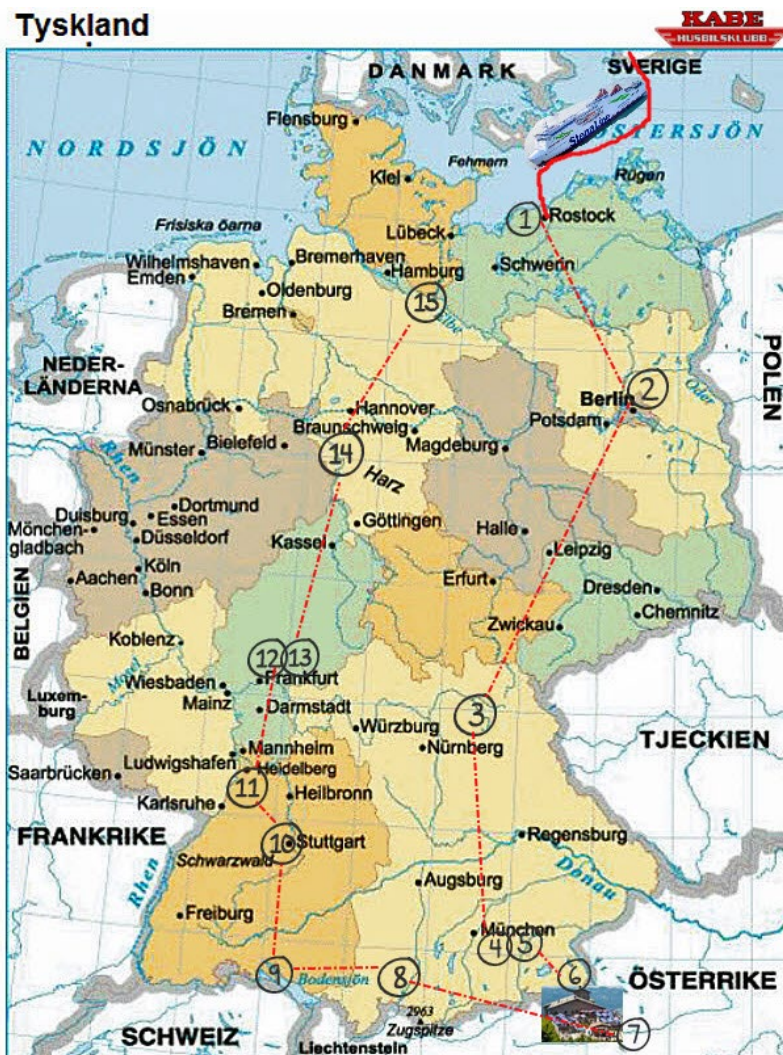 Tyskland
KABE
HUSBILSKLUBB
DANMARK
SVERIGE
Flensburg
StenaLine
ÖSTERSJÖN
NORDSJÖN
Kiel
Fehmarn
Rügen
1
Rostock
Frisiska öarna
Lübeck
Wilhelmshaven
Bremerhaven
Hamburg
Schwerin
Emden
Oldenburg
15
Elbe
Bremen
POLEN
NEDER-
LÄNDERNA
2
Oder
Berlin
Osnabrück
Hannover
Braunschweig
Potsdam
Rhen
Münster
Bielefeld
14
Magdeburg
Harz
Dortmund
Duisburg
Essen
Göttingen
Halle
Mönchen-
gladbach
Düsseldorf
Kassel
Leipzig
Köln
Aachen
Bonn
Erfurt
Dresden
Chemnitz
BELGIEN
Zwickau
Koblenz
12
13
Mosel
Wiesbaden
Frankfurt
Luxem-
burg
Mainz
Darmstadt
3
Würzburg
Nürnberg
TJECKIEN
Mannheim
Ludwigshafen
Heidelberg
Saarbrücken
11
Heilbronn
Karlsruhe
FRANKRIKE
10
Stuttgart
Regensburg
Schwarzwald
Donau
Rhen
Augsburg
Freiburg
München
4
5
9
Bodensjön
8
6
ÖSTERRIKE
2963
Zugspitze
7
SCHWEIZ
Liechtenstein